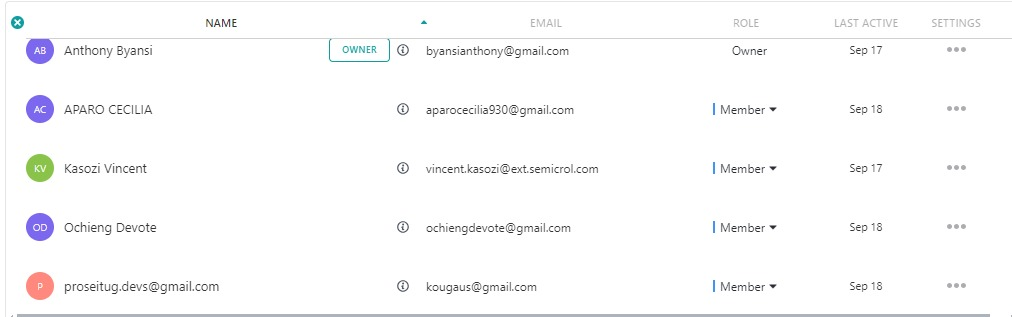 NAME EMAIL ROLE LAST ACTIVE SETTINGS
AB Anthony Byansi OWNER byansianthony@gmail.com Owner Sep 17
AC APARO CECILIA aparocecilia930@gmail.com Member Sep 18
KV Kasozi Vincent vincent.kasozi@ext.semicrol.com Member Sep 17
OD Ochieng Devote ochiengdevote@gmail.com Member Sep 18
P proseitug.devs@gmail.com kougaus@gmail.com Member Sep 18